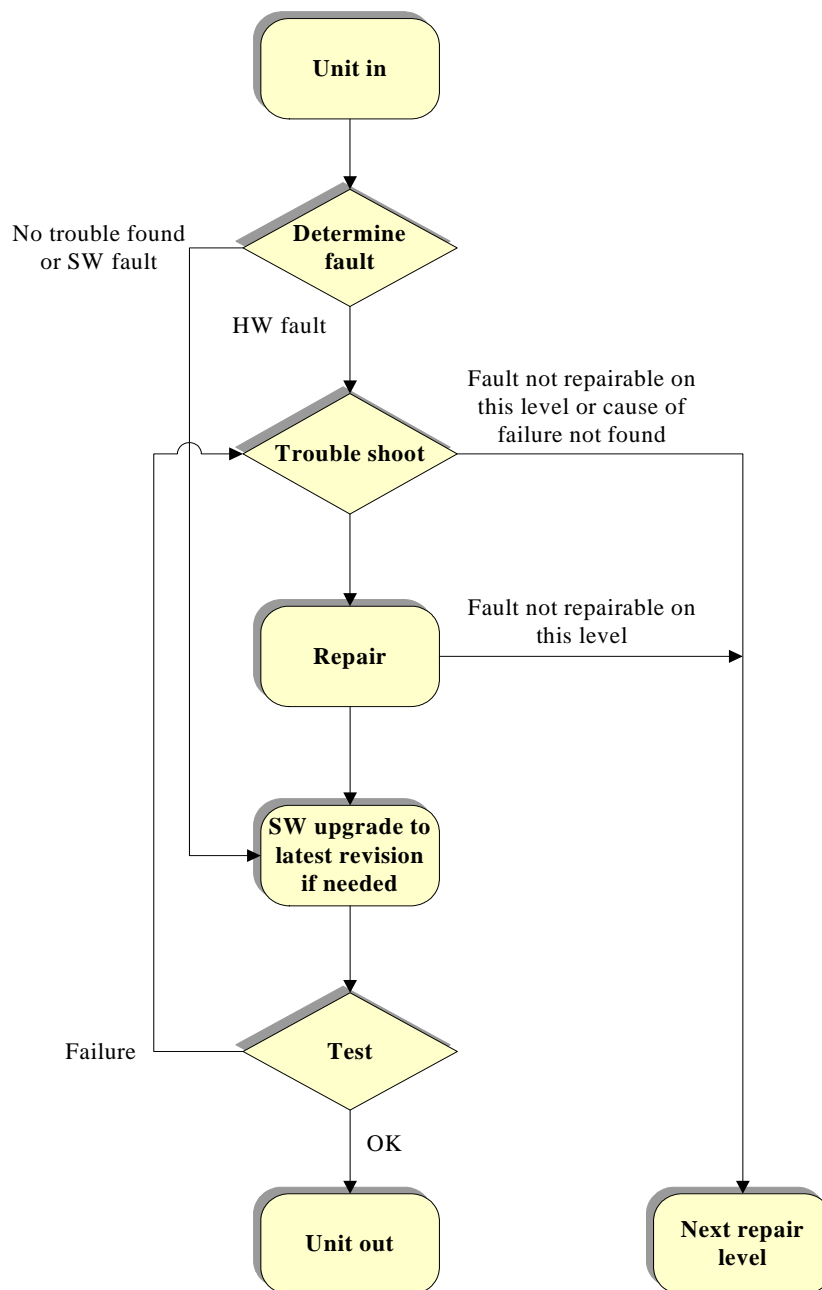 Unit in
No trouble found
or SW fault
Determine
fault
HW fault
Fault not repairable on
this level or cause of
failure not found
Trouble shoot
Fault not repairable on
this level
Repair
SW upgrade to
latest revision
if needed
Failure
Test
OK
Unit out
Next repair
level